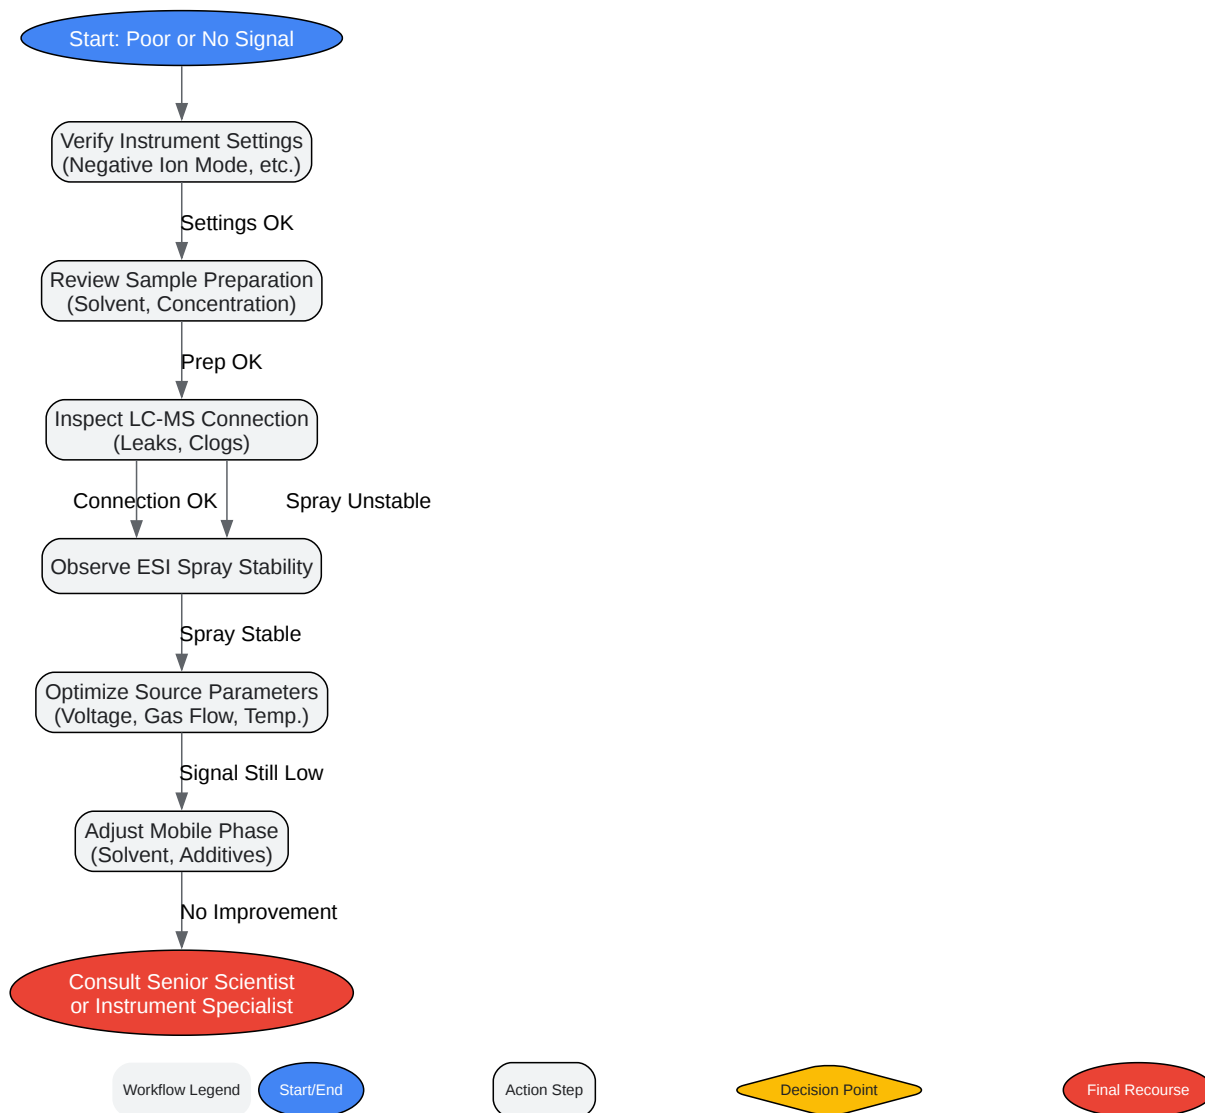 Start: Poor or No Signal
Verify Instrument Settings
(Negative Ion Mode, etc.)
Settings OK
Review Sample Preparation
(Solvent, Concentration)
Prep OK
Inspect LC-MS Connection
(Leaks, Clogs)
Connection OK
Spray Unstable
Observe ESI Spray Stability
Spray Stable
Optimize Source Parameters
(Voltage, Gas Flow, Temp.)
Signal Still Low
Adjust Mobile Phase
(Solvent, Additives)
No Improvement
Consult Senior Scientist
or Instrument Specialist
Workflow Legend
Start/End
Action Step
Decision Point
Final Recourse